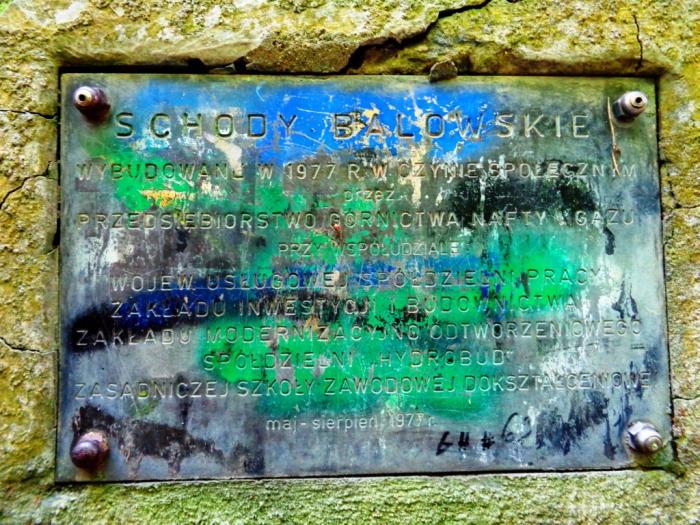 SCHODY BALOWSKIE
WYBUDOWANE W 1977 R. W CZYNIE SPOŁECZNYM
przez
PRZEDSIĘBIORSTWO GÓRNICTWA NAFTY I GAZU
PRZY WSPÓŁUDZIALE
WOJEW. USŁUGOWEJ SPÓŁDZIELNI PRACY
ZAKŁADU INWESTYCJI I BUDOWNICTWA
ZAKŁADU MODERNIZACYJNO ODTWORZENIOWEGO
SPÓŁDZIELNI „HYDROBUD"
ZASADNICZEJ SZKOŁY ZAWODOWEJ DOKSZTAŁCENIOWEJ
maj - sierpień, 1977 r.